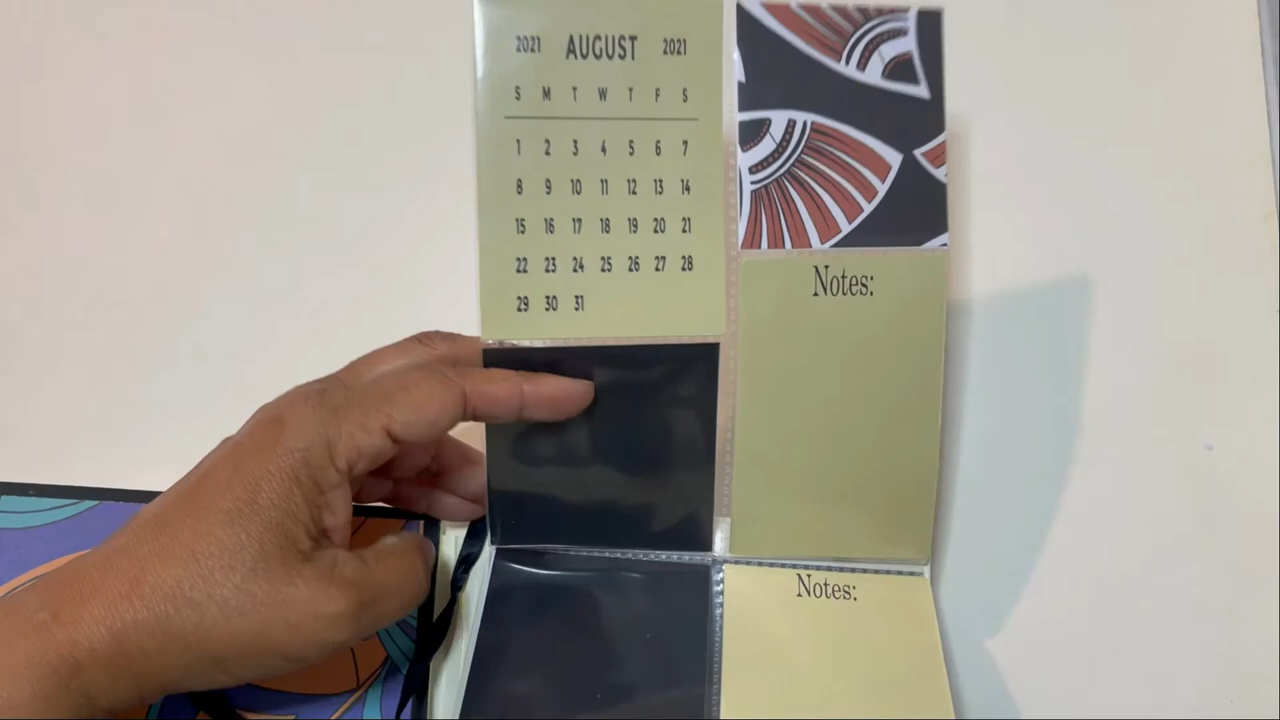 2021 AUGUST 2021
S M T W T F S
1 2 3 4 5 6 7
8 9 10 11 12 13 14
15 16 17 18 19 20 21
22 23 24 25 26 27 28
29 30 31
Notes:
Notes: